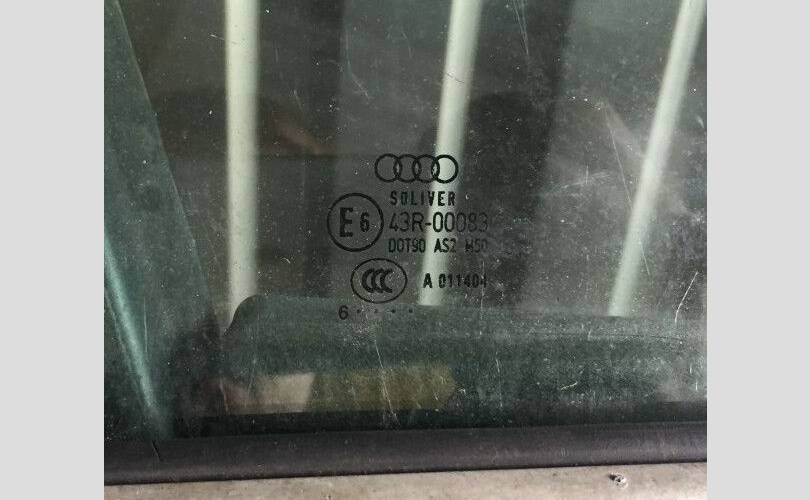 SOLIVER
E6 43R-00083
DOT90 AS2 M50
CCC A 011404
6 . . . .